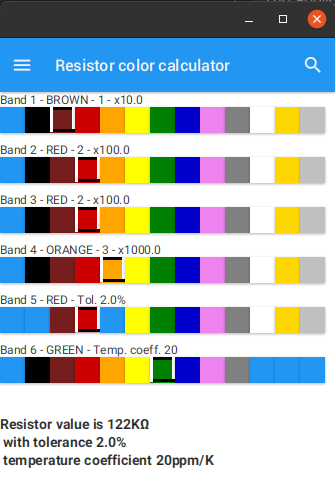 Resistor color calculator
Band 1 - BROWN - 1 - x10.0
Band 2 - RED - 2 - x100.0
Band 3 - RED - 2 - x100.0
Band 4 - ORANGE - 3 - x1000.0
Band 5 - RED - Tol. 2.0%
Band 6 - GREEN - Temp. coeff. 20
Resistor value is 122KΩ
with tolerance 2.0%
temperature coefficient 20ppm/K